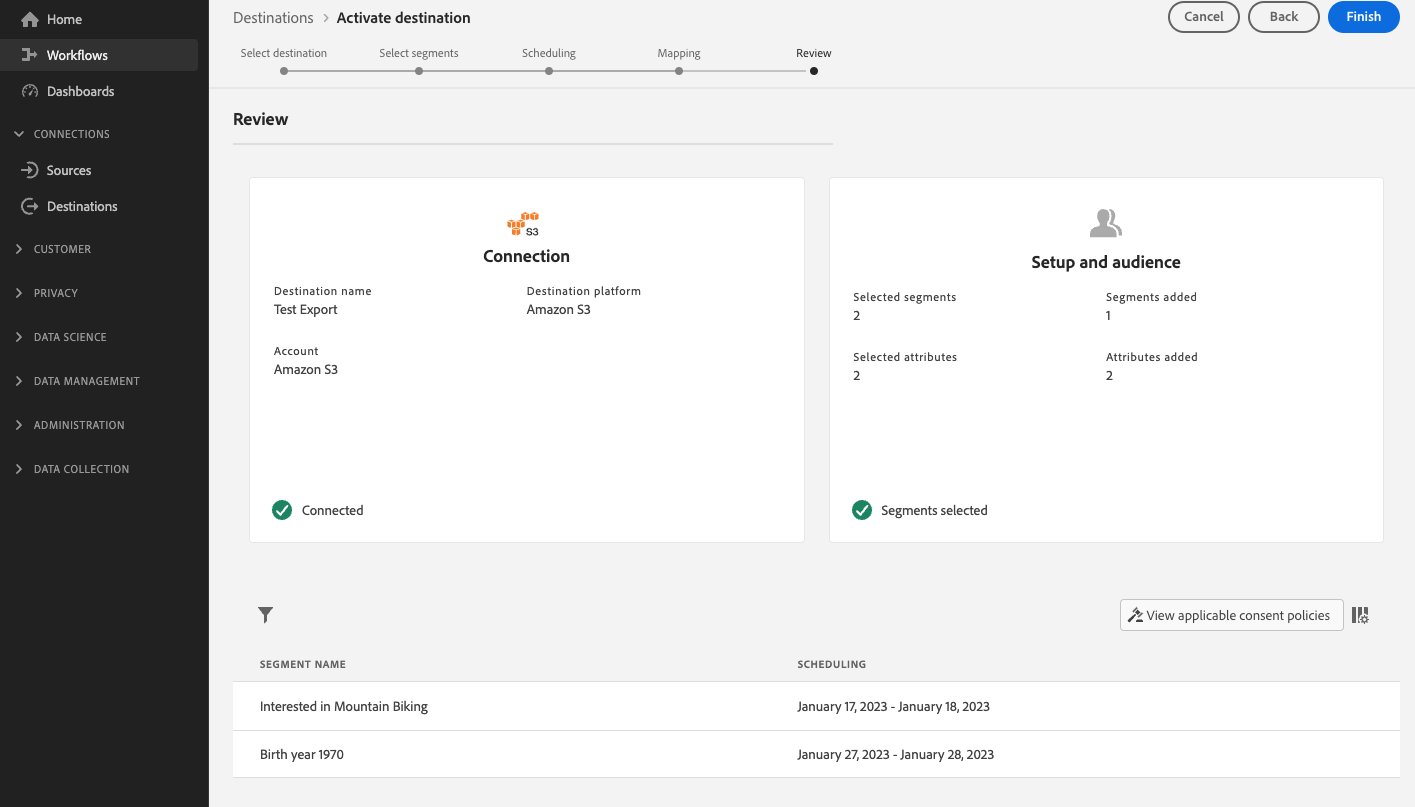 Home
Workflows
Dashboards
CONNECTIONS
Sources
Destinations
CUSTOMER
PRIVACY
DATA SCIENCE
DATA MANAGEMENT
ADMINISTRATION
DATA COLLECTION
Destinations > Activate destination
Cancel
Back
Finish
Select destination
Select segments
Scheduling
Mapping
Review
Review
S3
Connection
Destination name
Test Export
Destination platform
Amazon S3
Account
Amazon S3
Connected
Setup and audience
Selected segments
2
Segments added
1
Selected attributes
2
Attributes added
2
Segments selected
View applicable consent policies
SEGMENT NAME SCHEDULING
Interested in Mountain Biking January 17, 2023 - January 18, 2023
Birth year 1970 January 27, 2023 - January 28, 2023